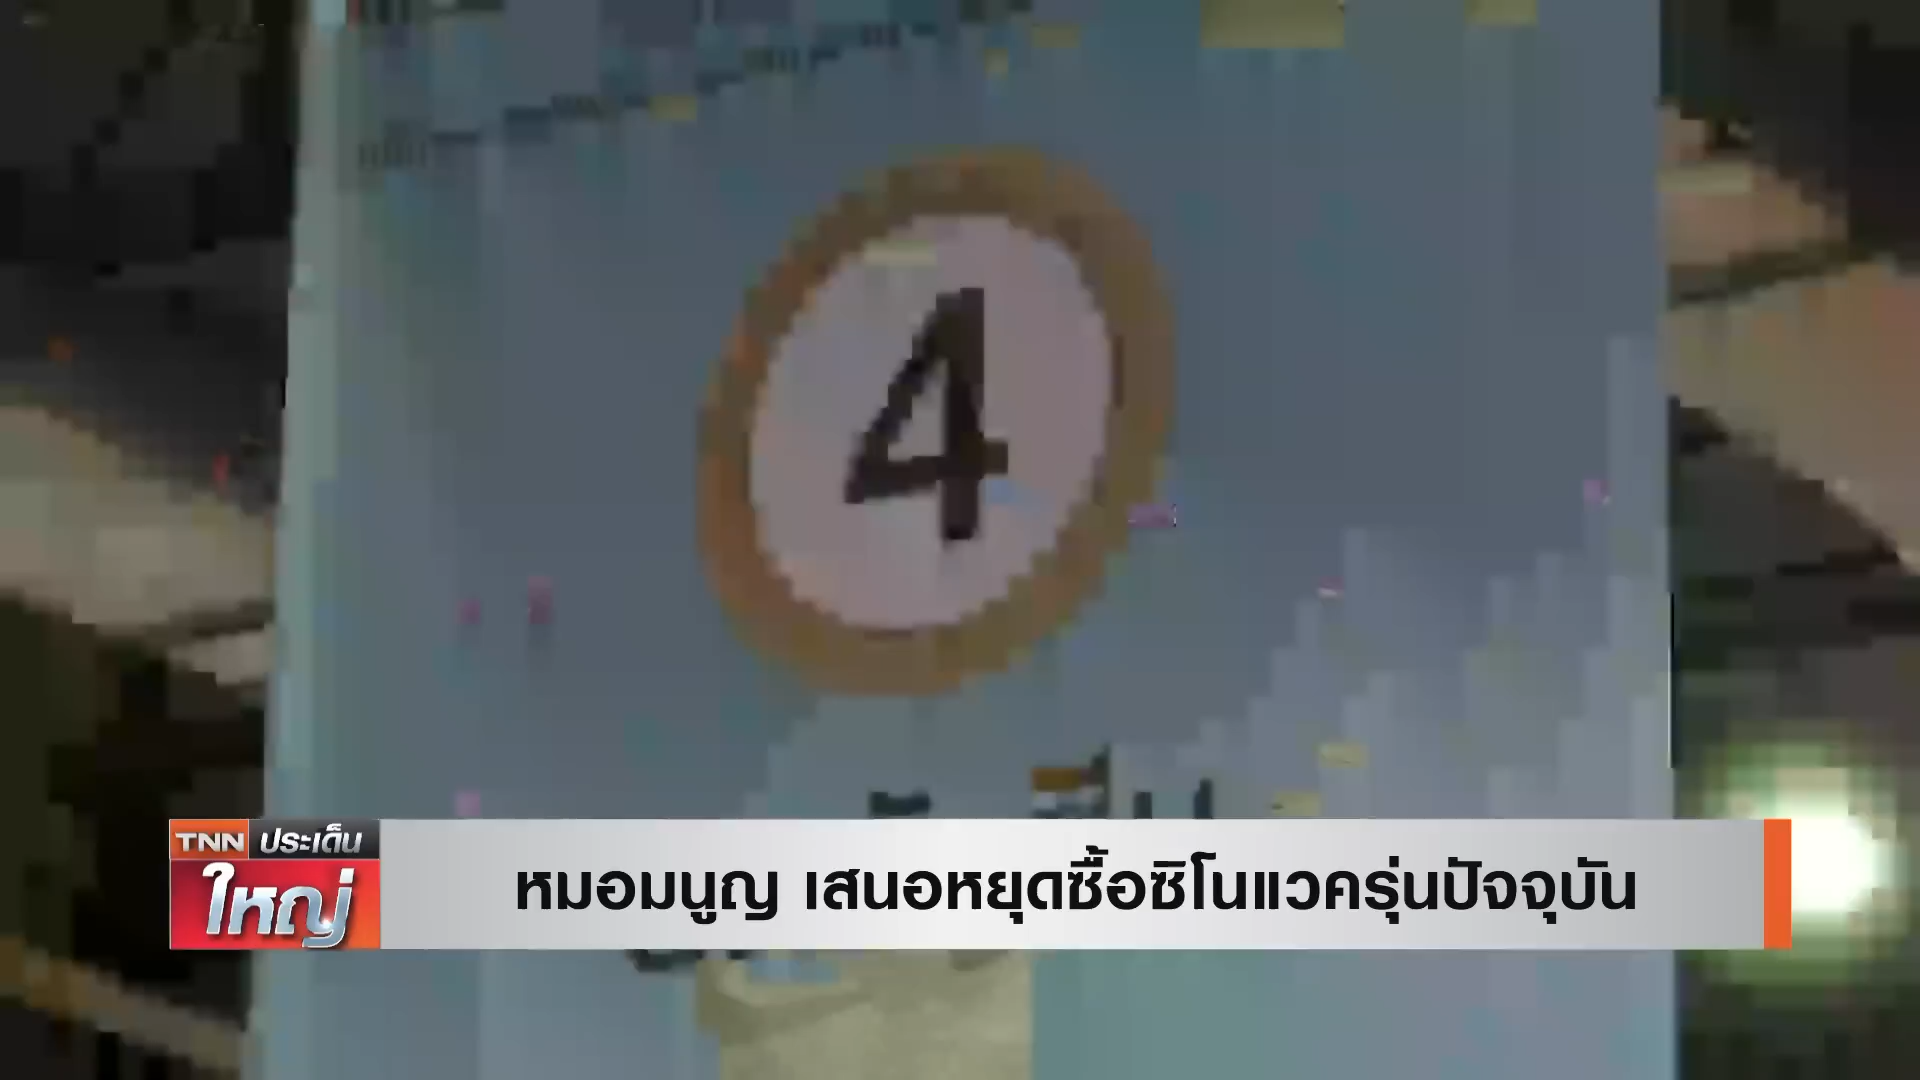 4
TNN ประเด็น
ใหญ่
หมอมนูญ เสนอหยุดซื้อซิโนแวครุ่นปัจจุบัน